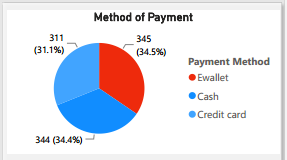 Method of Payment
311
(31.1%)
345
(34.5%)
344 (34.4%)
Payment Method
Ewallet
Cash
Credit card